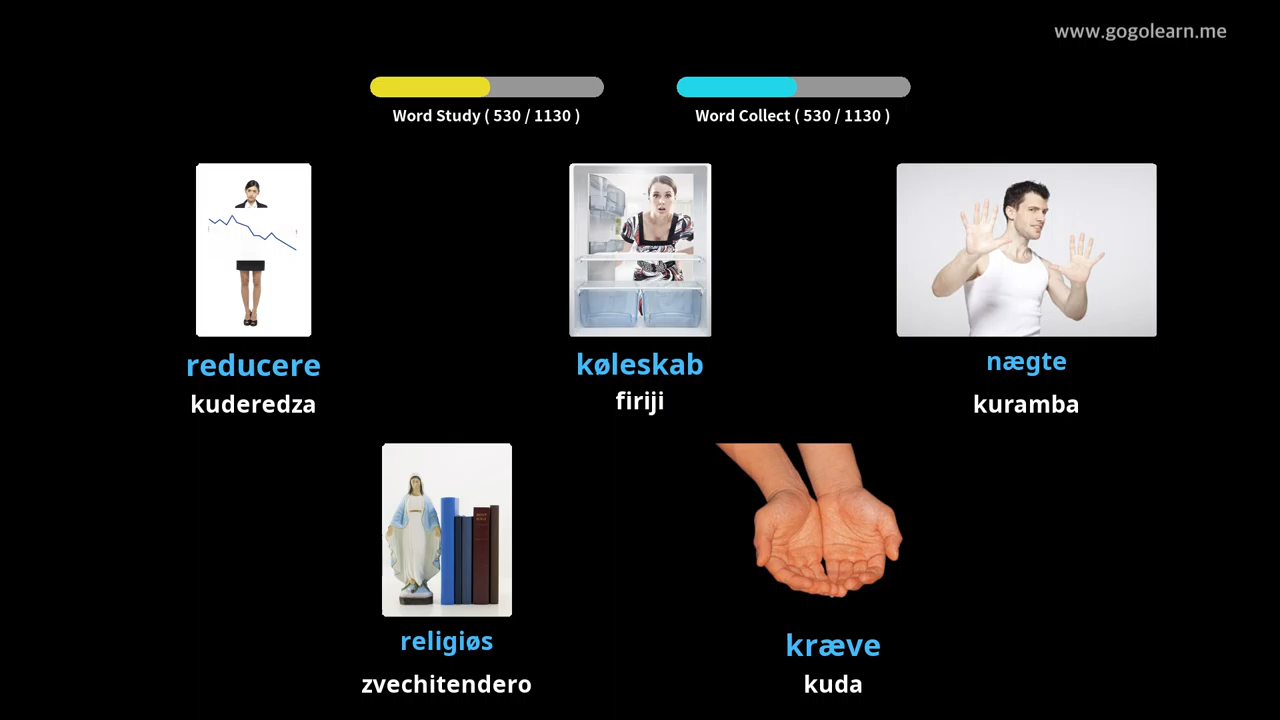 www.gogolearn.me
Word Study ( 530 / 1130 )
Word Collect ( 530 / 1130 )
reducere
kuderedza
køleskab
firiji
nægte
kuramba
religiøs
zvechitendero
kræve
kuda